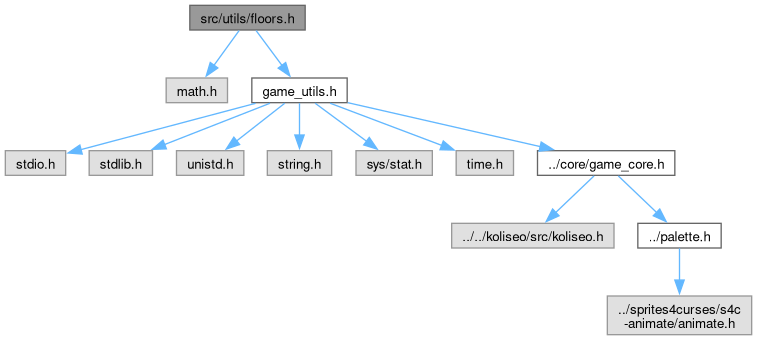 src/utils/floors.h
math.h
game_utils.h
stdio.h
stdlib.h
unistd.h
string.h
sys/stat.h
time.h
../core/game_core.h
../../koliseo/src/koliseo.h
../palette.h
../sprites4curses/s4c
-animate/animate.h